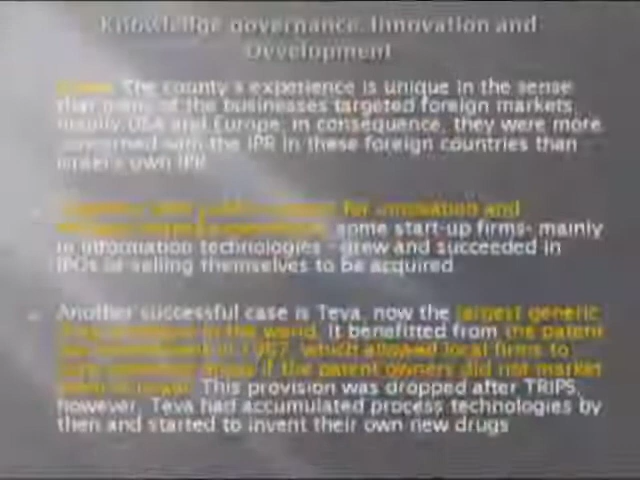 Knowledge governance, Innovation and
Development
The county's experience is unique in the sense
that many of the businesses targeted foreign markets,
mainly USA and Europe, in consequence, they were more
concerned with the IPR in these foreign countries than
own IPR
public support for innovation and
some start-up firms- mainly
in information technologies - grew and succeeded in
IPOs or selling themselves to be acquired
Another successful case is Teva, now the largest generic
in the world. It benefitted from the patent
in 1967, which allowed local firms to
if the patent owners did not market
This provision was dropped after TRIPS,
however, Teva had accumulated process technologies by
then and started to invent their own new drugs